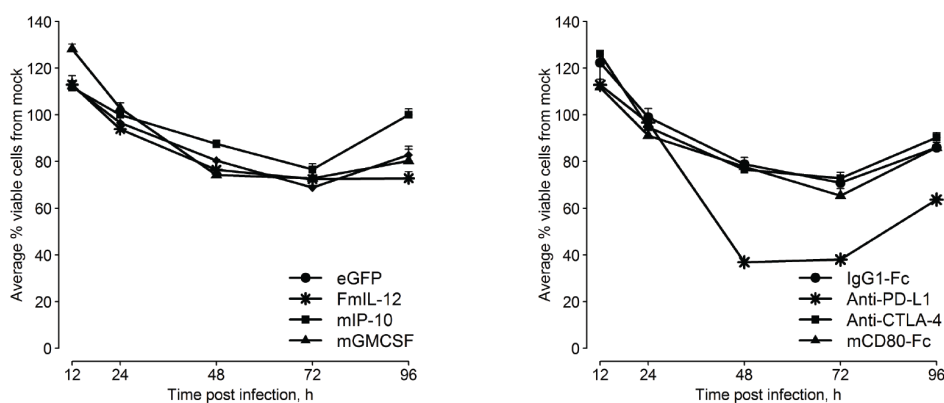 140
120
100
80
60
40
20
0
Average % viable cells from mock
eGFP
FmIL-12
mIP-10
mGMCSF
12 24 48 72 96
Time post infection, h
140
120
100
80
60
40
20
0
Average % viable cells from mock
IgG1-Fc
Anti-PD-L1
Anti-CTLA-4
mCD80-Fc
12 24 48 72 96
Time post infection, h